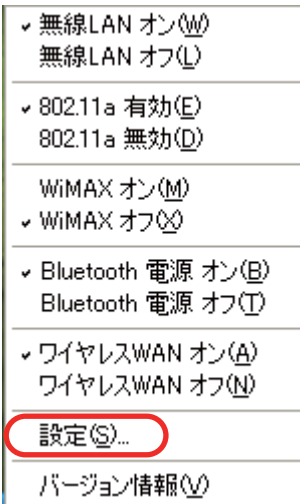 無線LAN オン(W)
無線LAN オフ(L)
802.11a 有効(E)
802.11a 無効(D)
WiMAX オン(M)
WiMAX オフ(X)
Bluetooth 電源 オン(B)
Bluetooth 電源 オフ(T)
ワイヤレスWAN オン(A)
ワイヤレスWAN オフ(N)
設定(S)...
バージョン情報(V)